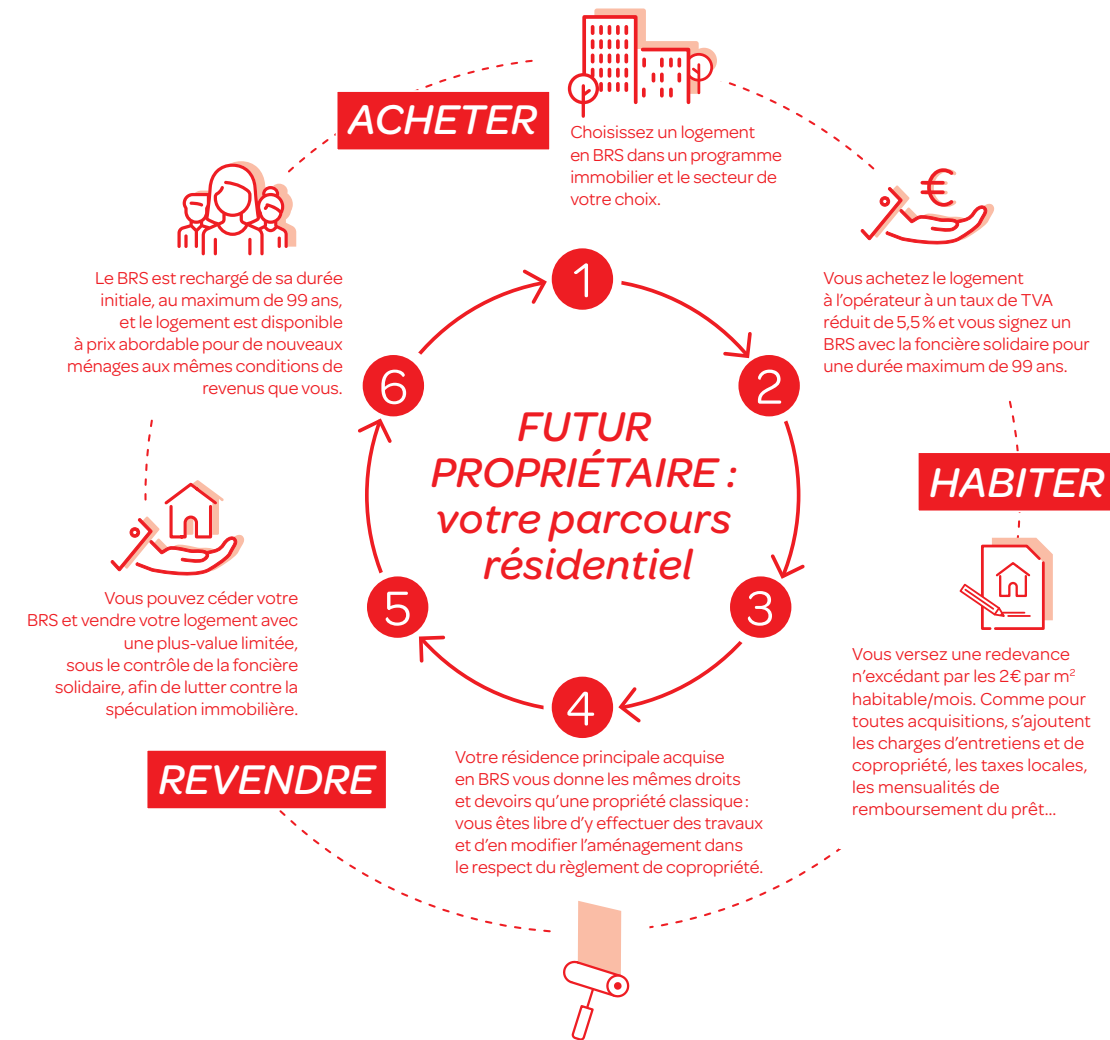 ACHETER
Choisissez un logement
en BRS dans un programme
immobilier et le secteur de
votre choix.
€
Vous achetez le logement
à l'opérateur à un taux de TVA
réduit de 5,5 % et vous signez un
BRS avec la foncière solidaire pour
une durée maximum de 99 ans.
HABITER
Vous versez une redevance
n'excédant par les 2€ par m²
habitable/mois. Comme pour
toutes acquisitions, s'ajoutent
les charges d'entretiens et de
copropriété, les taxes locales,
les mensualités de
remboursement du prêt...
Votre résidence principale acquise
en BRS vous donne les mêmes droits
et devoirs qu'une propriété classique :
vous êtes libre d'y effectuer des travaux
et d'en modifier l'aménagement dans
le respect du règlement de copropriété.
REVENDRE
Vous pouvez céder votre
BRS et vendre votre logement avec
une plus-value limitée,
sous le contrôle de la foncière
solidaire, afin de lutter contre la
spéculation immobilière.
Le BRS est rechargé de sa durée
initiale, au maximum de 99 ans,
et le logement est disponible
à prix abordable pour de nouveaux
ménages aux mêmes conditions de
revenus que vous.
1
2
3
4
5
6
FUTUR
PROPRIÉTAIRE :
votre parcours
résidentiel